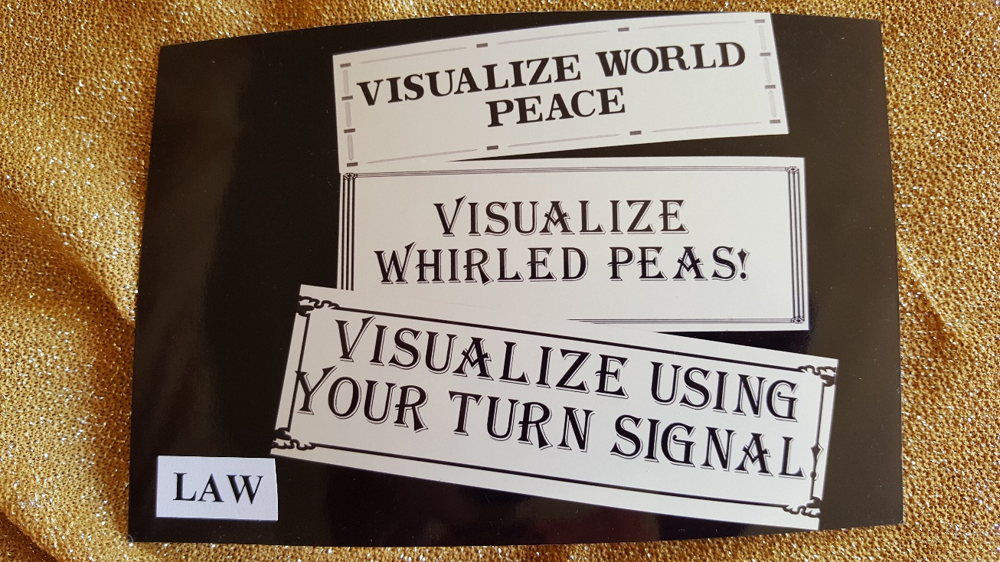 VISUALIZE WORLD
PEACE
VISUALIZE
WHIRLED PEAS!
VISUALIZE USING
YOUR TURN SIGNAL.
LAW